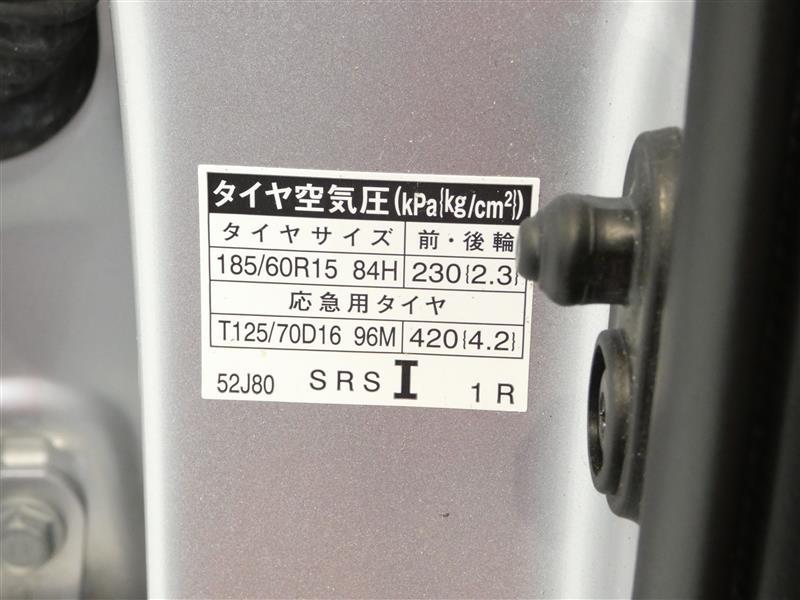 タイヤ空気圧(kPa{kg/cm²})
タイヤサイズ 前・後輪
185/60R15 84H 230{2.3}
応急用タイヤ
T125/70D16 96M 420{4.2}
52J80 SRS I 1R